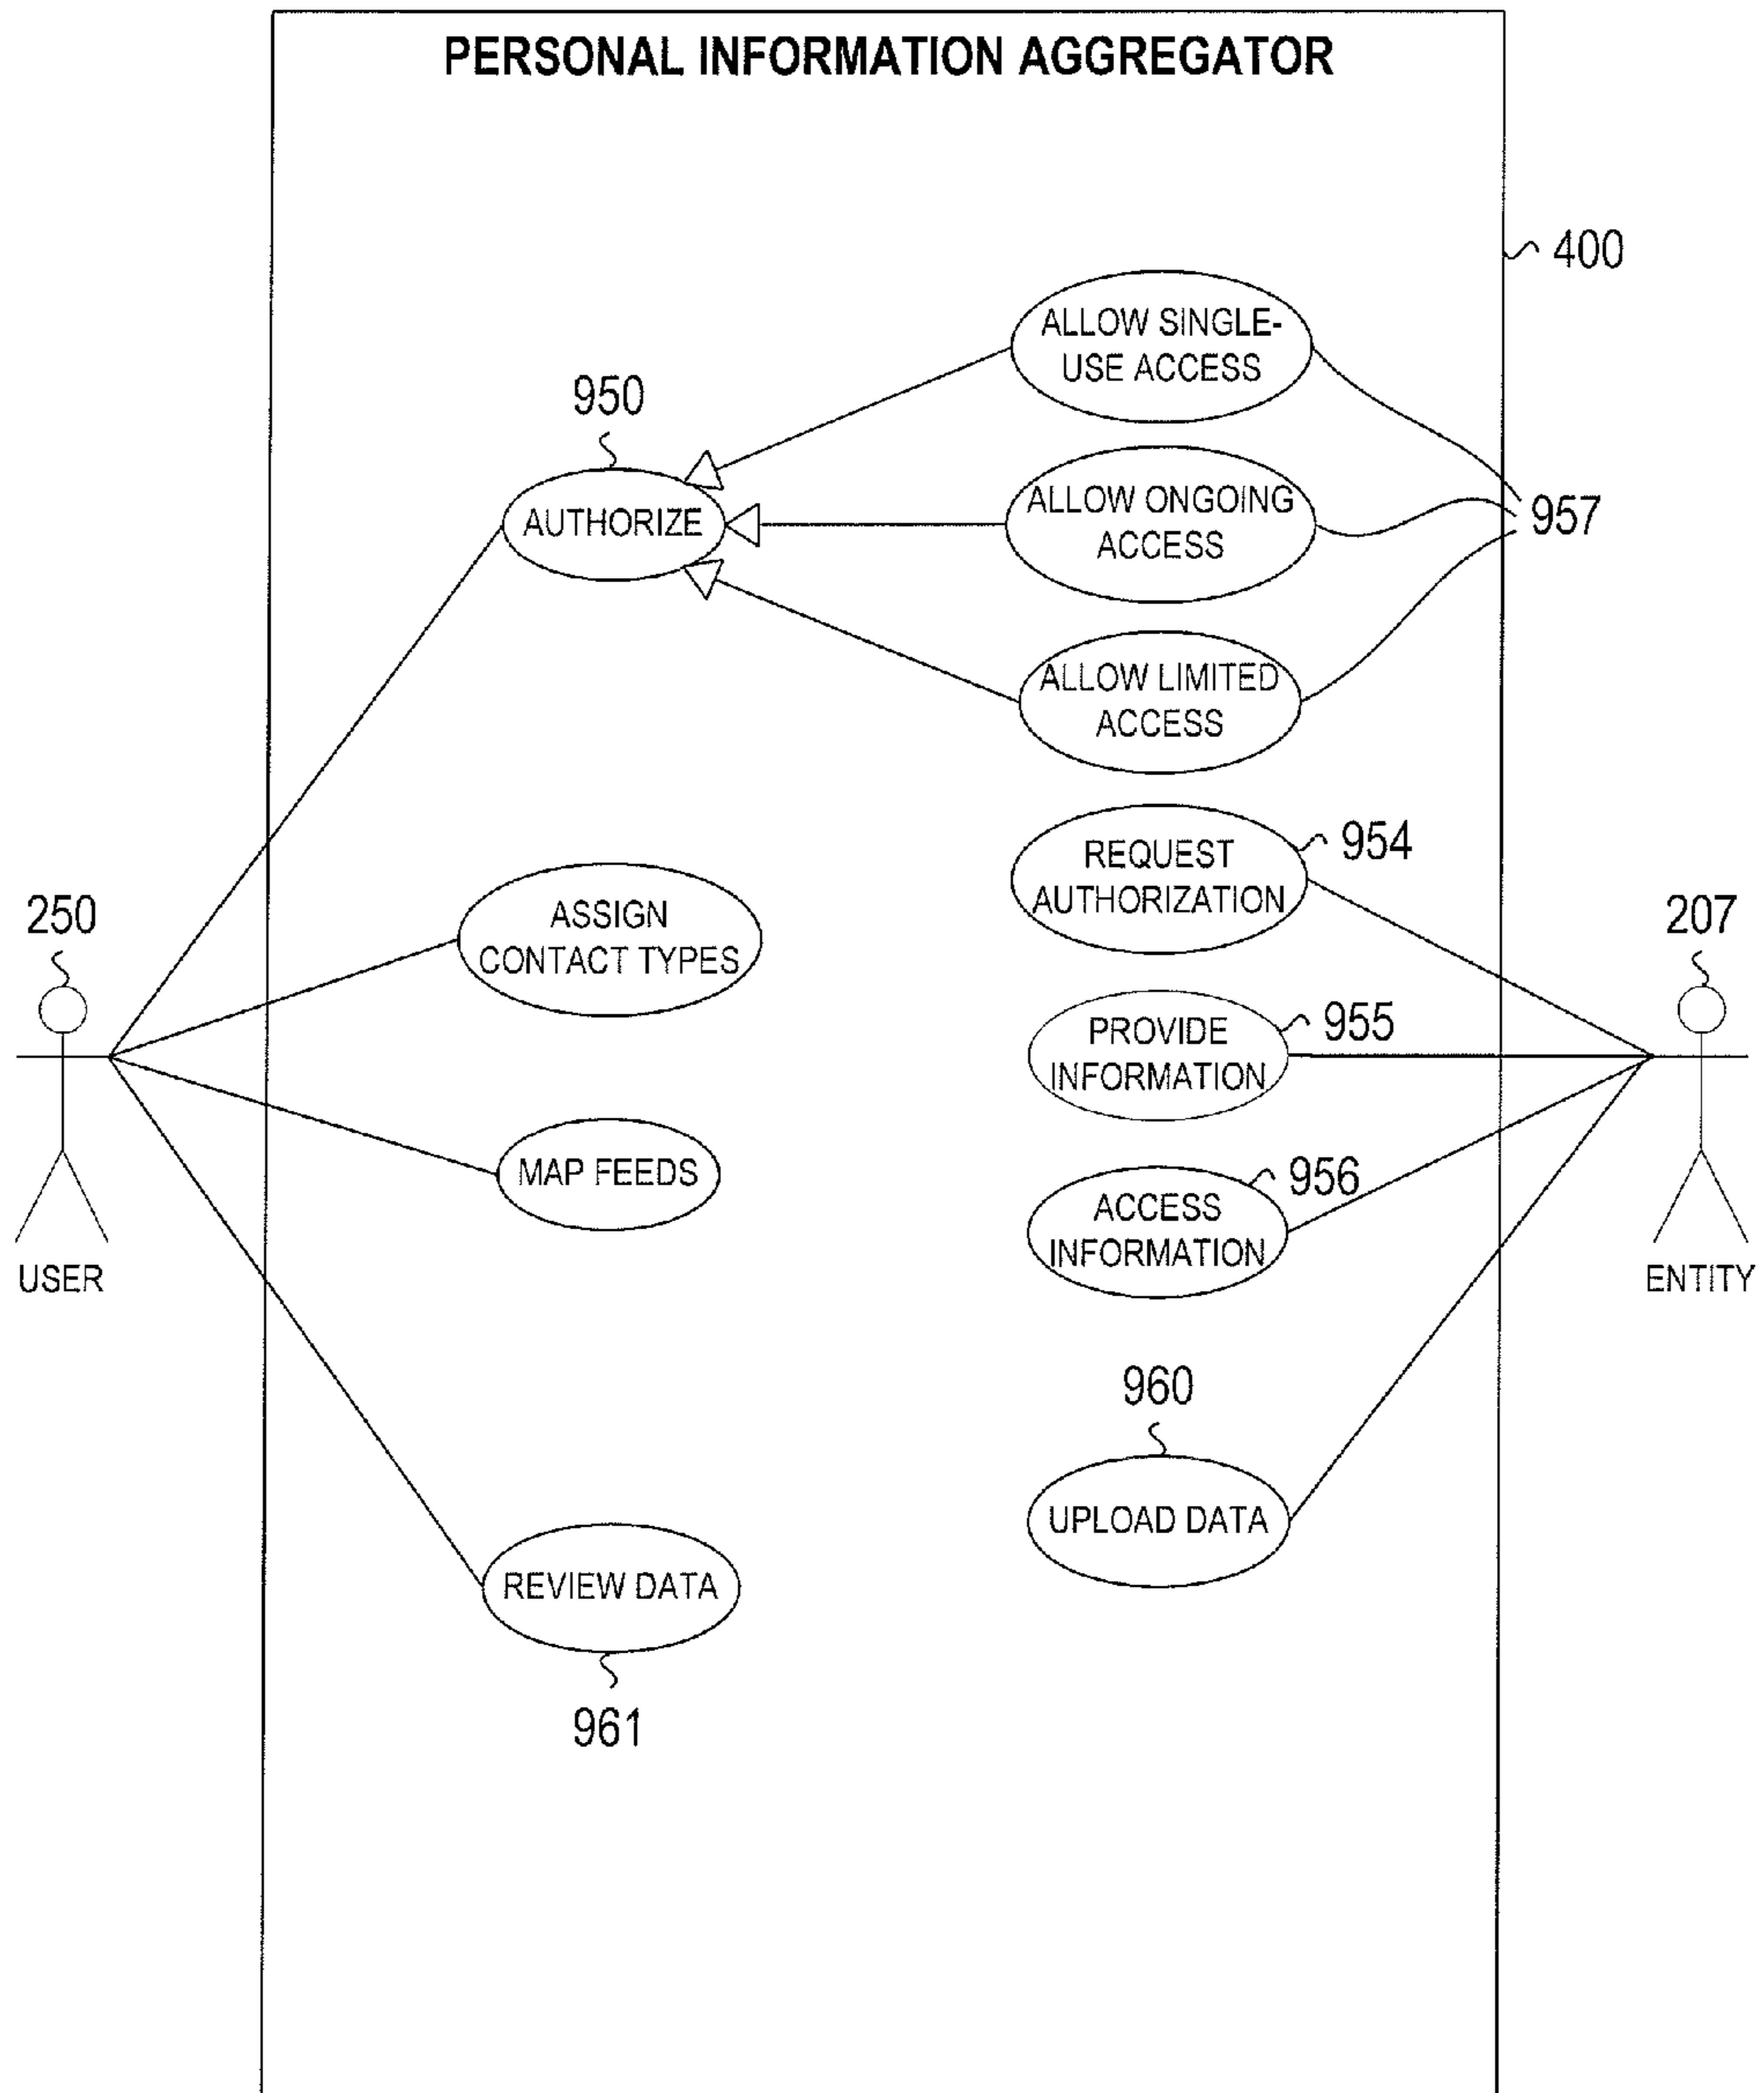 PERSONAL INFORMATION AGGREGATOR
400
ALLOW SINGLE-
USE ACCESS
950
AUTHORIZE
ALLOW ONGOING
ACCESS
957
ALLOW LIMITED
ACCESS
REQUEST
AUTHORIZATION
954
250
ASSIGN
CONTACT TYPES
207
PROVIDE
INFORMATION
955
MAP FEEDS
ACCESS
INFORMATION
956
USER
ENTITY
960
UPLOAD DATA
REVIEW DATA
961